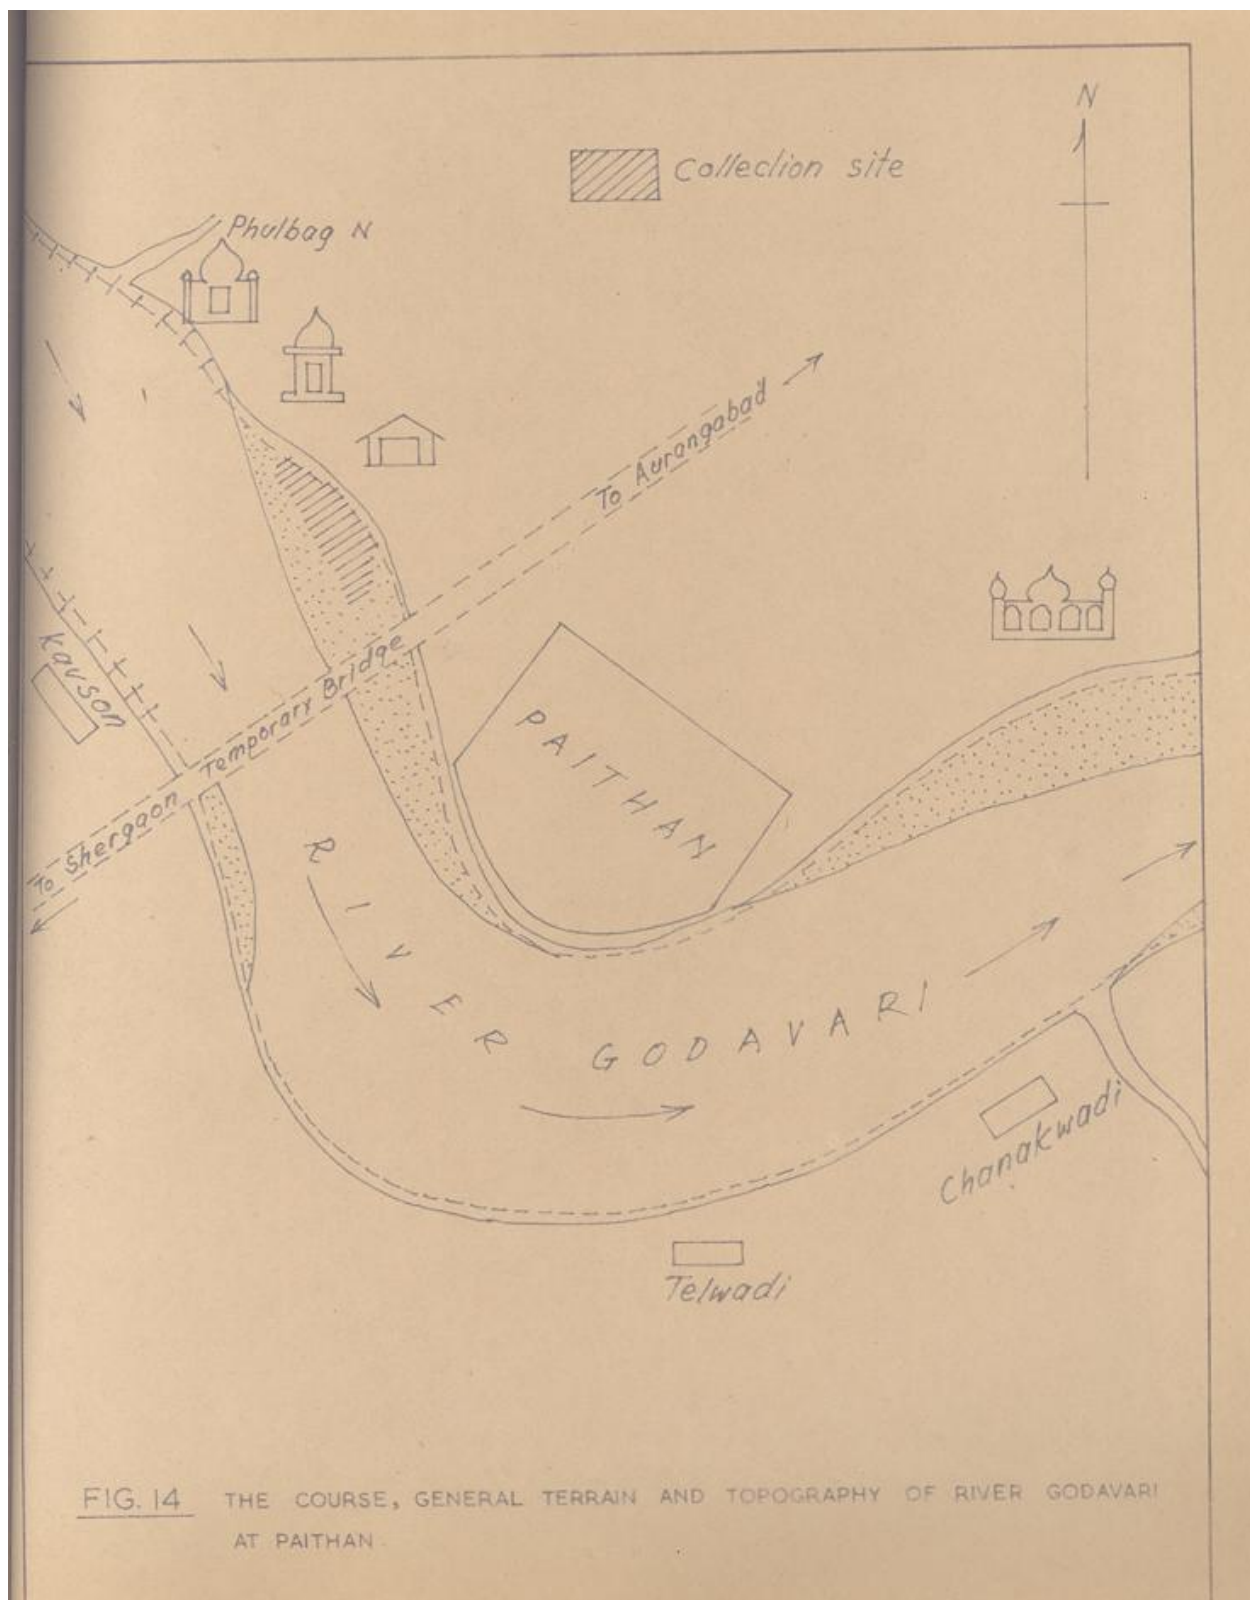 N
Collection site
Phulbag N
To Aurangabad
Kavson
Temporary Bridge
To Shergaon
PAITHAN
RIVER GODAVARI
Chanakwadi
Telwadi
FIG. 14 THE COURSE, GENERAL TERRAIN AND TOPOGRAPHY OF RIVER GODAVARI
AT PAITHAN.